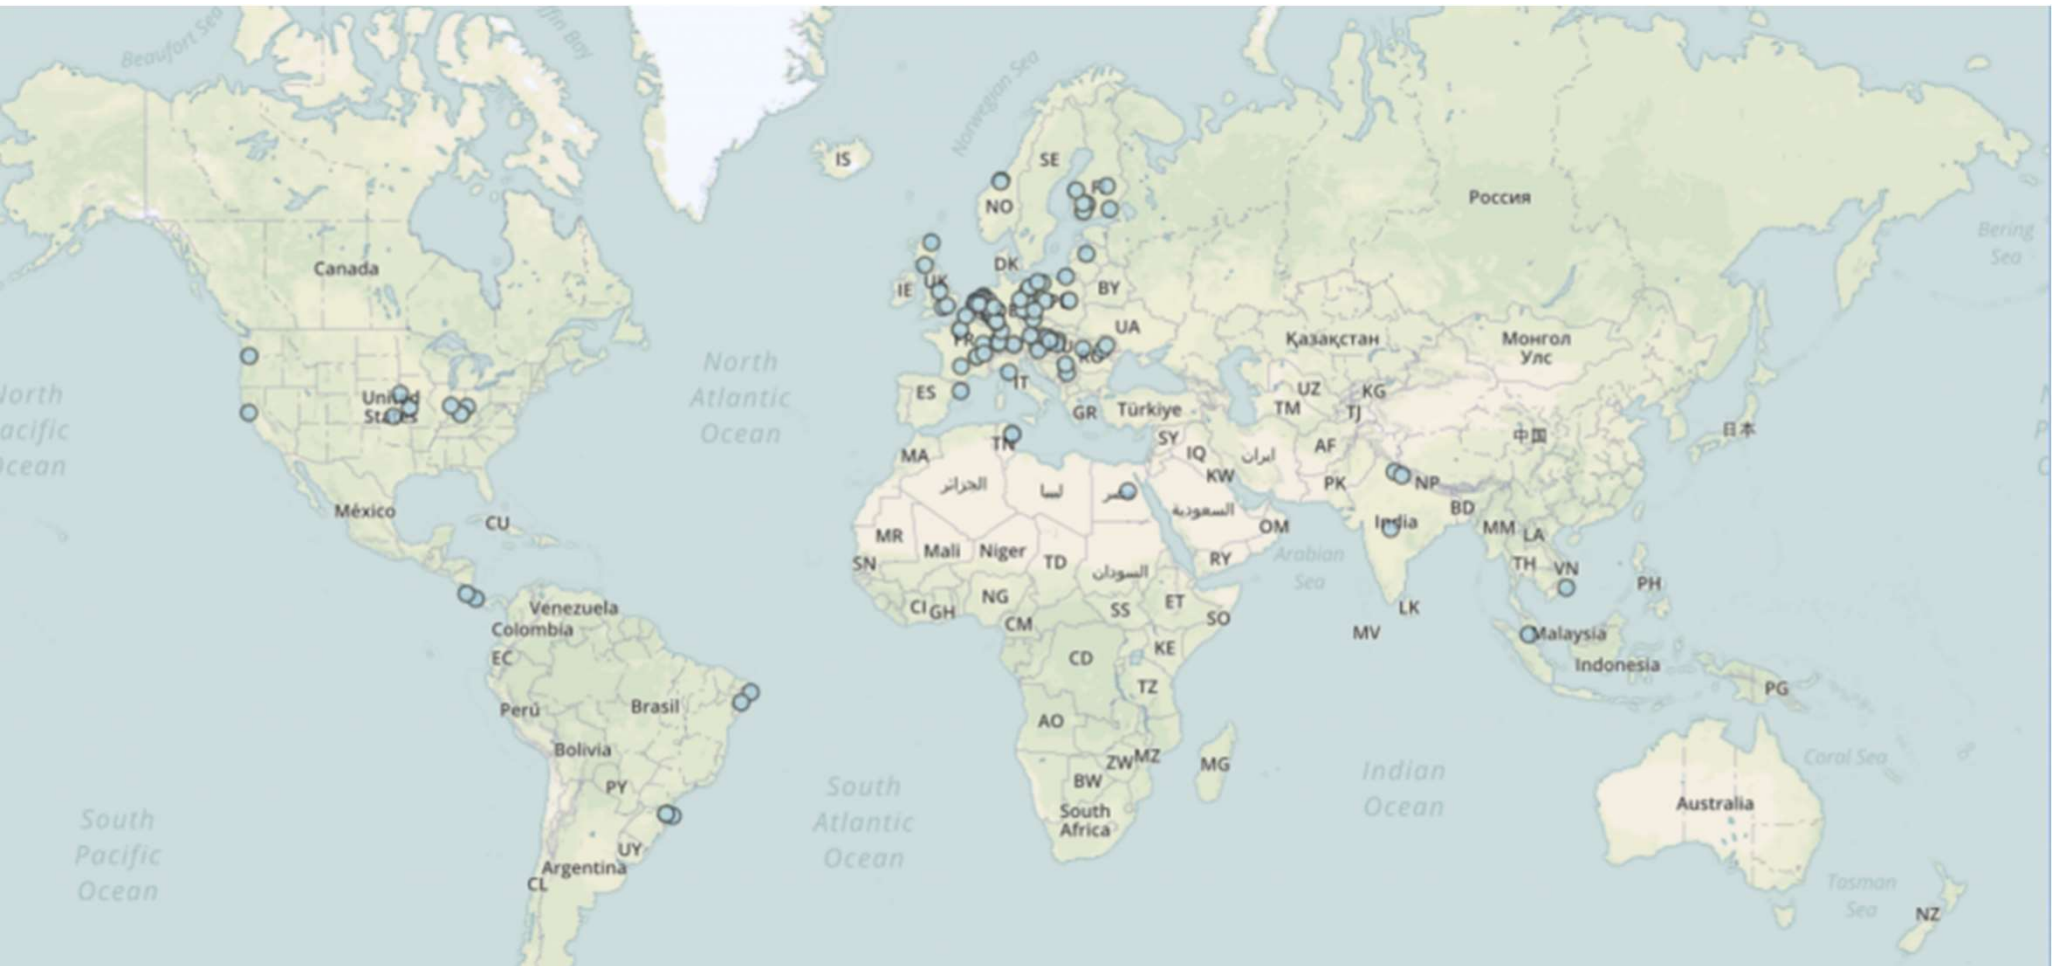 Beaufort Sea
ffin Bay
Norwegian Sea
IS
SE
NO
Россия
Bering
Sea
Canada
DK
IE
UK
BY
UA
Қазақстан
Монгол
Улс
FR
North
Atlantic
Ocean
orth
acific
cean
United
States
ES
IT
GR
Türkiye
UZ
KG
TM
TJ
中国
日本
TN
MA
SY
IQ
ایران
AF
KW
PK
NP
الجزائر
ليبيا
السعودية
México
CU
MR
Mali
Niger
TD
السودان
SN
OM
RY
Arabian
Sea
India
BD
MM
LA
TH
VN
PH
Venezuela
Colombia
CI
GH
NG
CM
SS
ET
SO
LK
MV
Malaysia
Indonesia
EC
CD
KE
TZ
PG
Perú
Brasil
AO
Bolivia
PY
ZW
MZ
BW
MG
South
Africa
Indian
Ocean
Coral Sea
Australia
South
Pacific
Ocean
South
Atlantic
Ocean
UY
Argentina
CL
Tasman
Sea
NZ